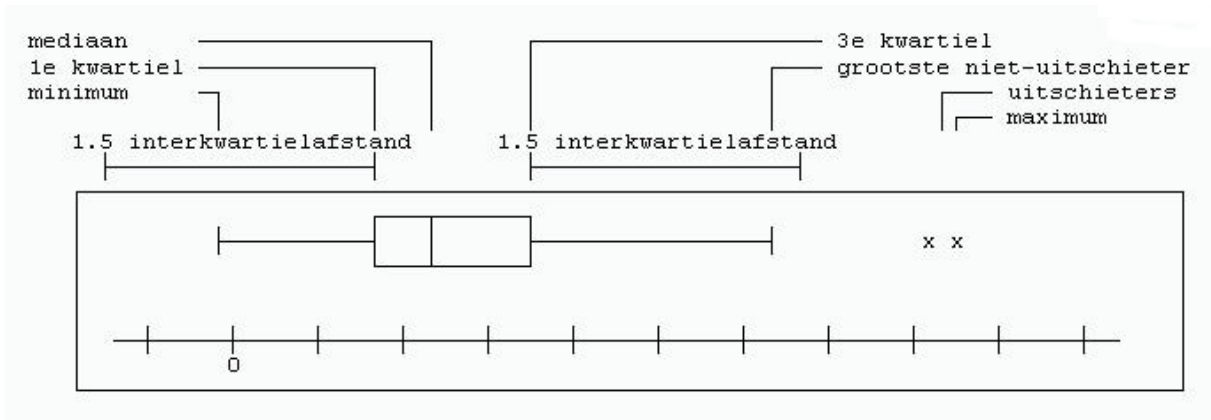 mediaan
1e kwartiel
minimum
3e kwartiel
grootste niet-uitschieter
uitschieters
maximum
1.5 interkwartielafstand
1.5 interkwartielafstand
x x
0